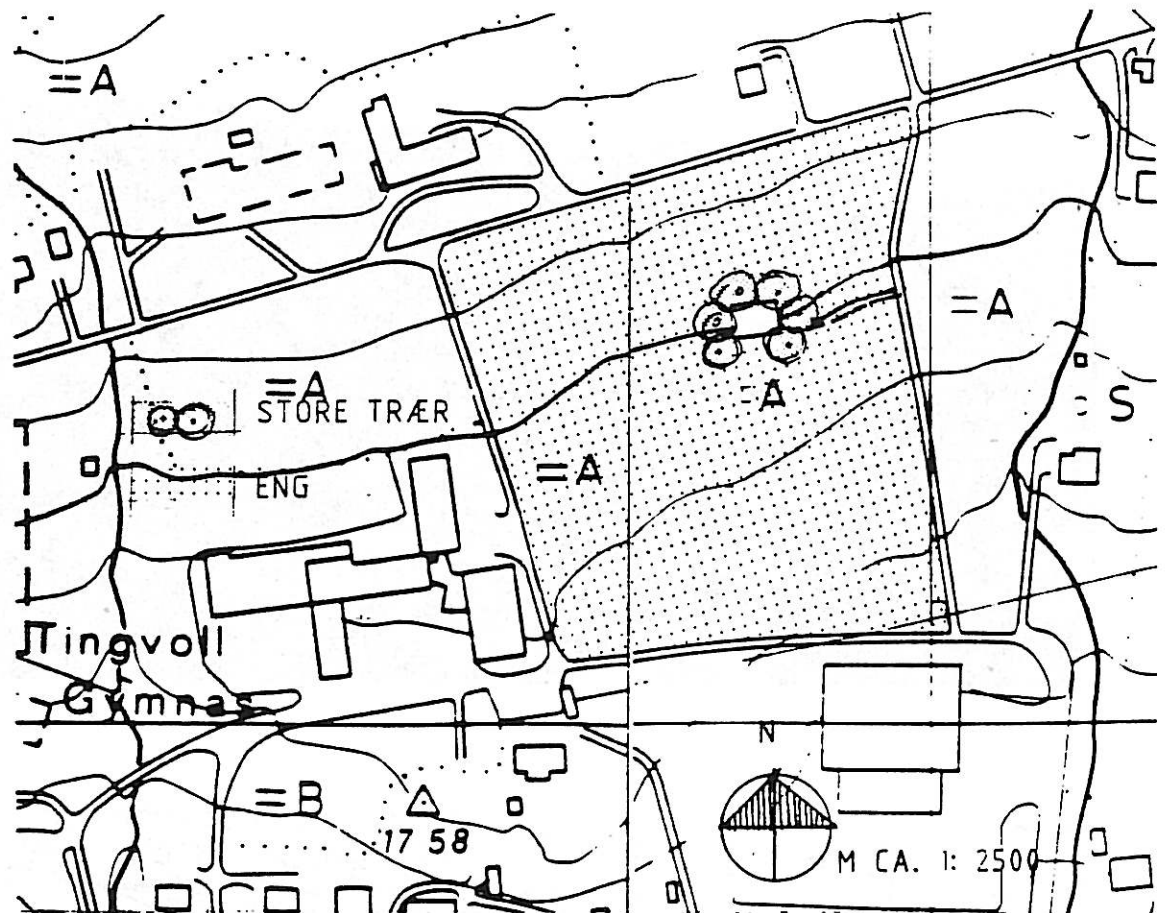 =A
=A
=A
STORE TRÆR
=A
=A
S
ENG
Tingvoll
Gymnas
N
=B
17 58
M CA. 1: 2500